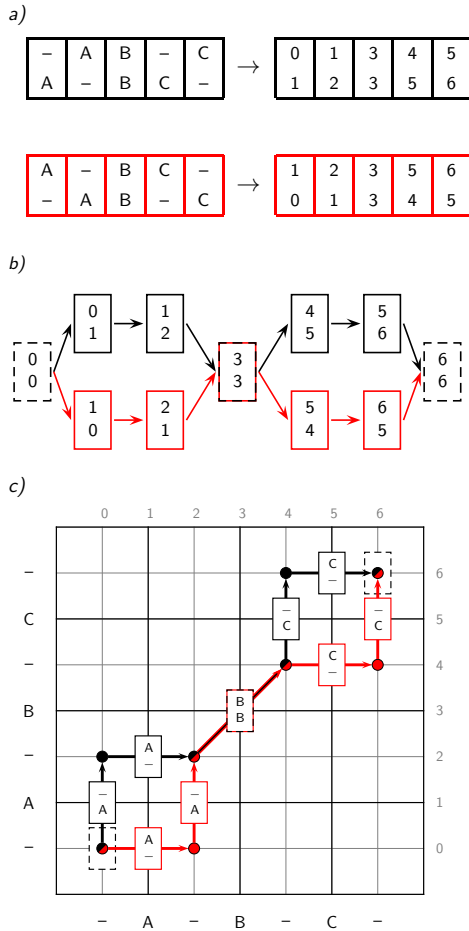 a)
– A B – C → 0 1 3 4 5
A – B C – 1 2 3 5 6
A – B C – → 1 2 3 5 6
– A B – C 0 1 3 4 5
b)
0 1 4 5
1 2 5 6
0 3 6
0 3 6
1 2 5 6
0 1 4 5
c)
0 1 2 3 4 5 6
– C 6
–
C – 5
C
– C 4
–
B B 3
B
– A 2
–
A – – 1
A A
– A 0
–
– A – B – C –